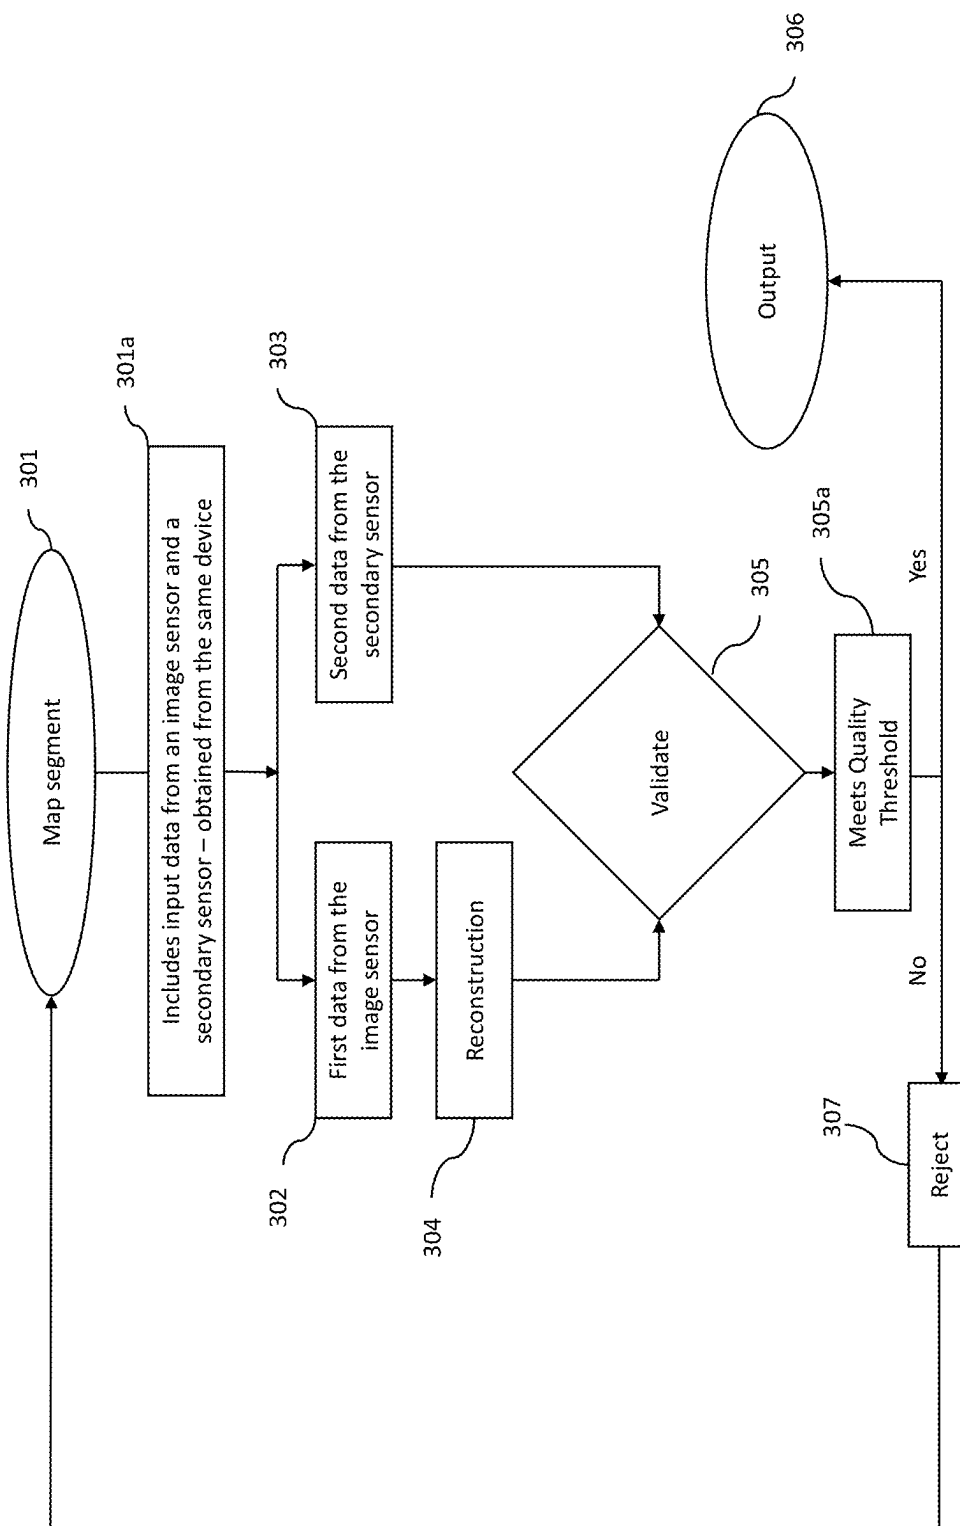 301
Map segment
301a
Includes input data from an image sensor and a
secondary sensor – obtained from the same device
302
First data from the
image sensor
303
Second data from the
secondary sensor
304
Reconstruction
305
Validate
305a
Meets Quality
Threshold
No
Yes
307
Reject
306
Output